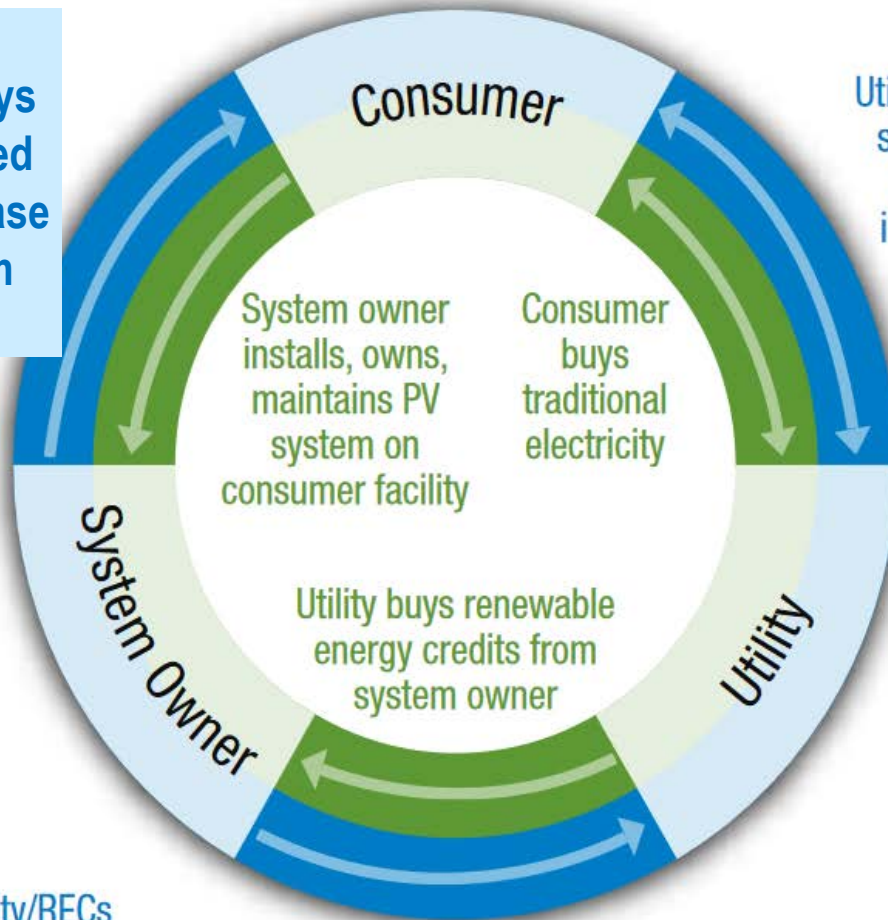 Consumer
System owner
installs, owns,
maintains PV
system on
consumer facility
Consumer
buys
traditional
electricity
Utility buys renewable
energy credits from
system owner
System Owner
Utility